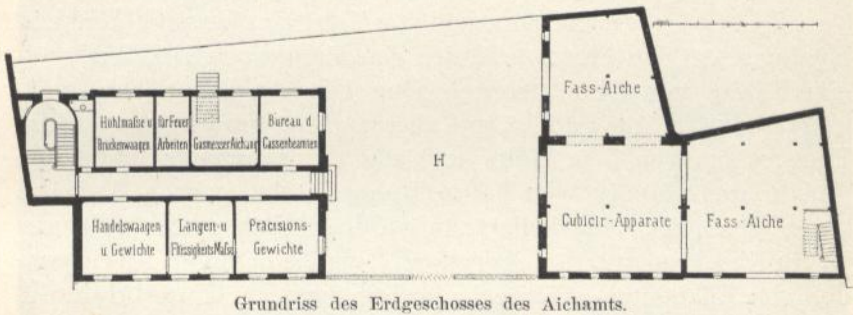 Fass-Aiche
Hohlmaße u
Bruckenwaagen
für Feuer
Arbeiten
Gasmesser Aichung
Bureau d
Cassenbeamten
H
Handelswaagen
u. Gewichte
Längen- u
Flüssigkeits Maße
Präcisions-
Gewichte
Cubicir-Apparate
Fass-Aiche
Grundriss des Erdgeschosses des Aichamts.